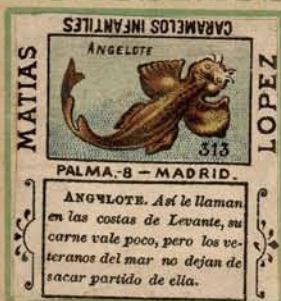 CARAMELOS INFANTILES
MATIAS
LOPEZ
ANGELOTE
313
PALMA,-8 — MADRID.
ANGELOTE. Así le llaman
en las costas de Levante, su
carne vale poco, pero los ve-
teranos del mar no dejan de
sacar partido de ella.